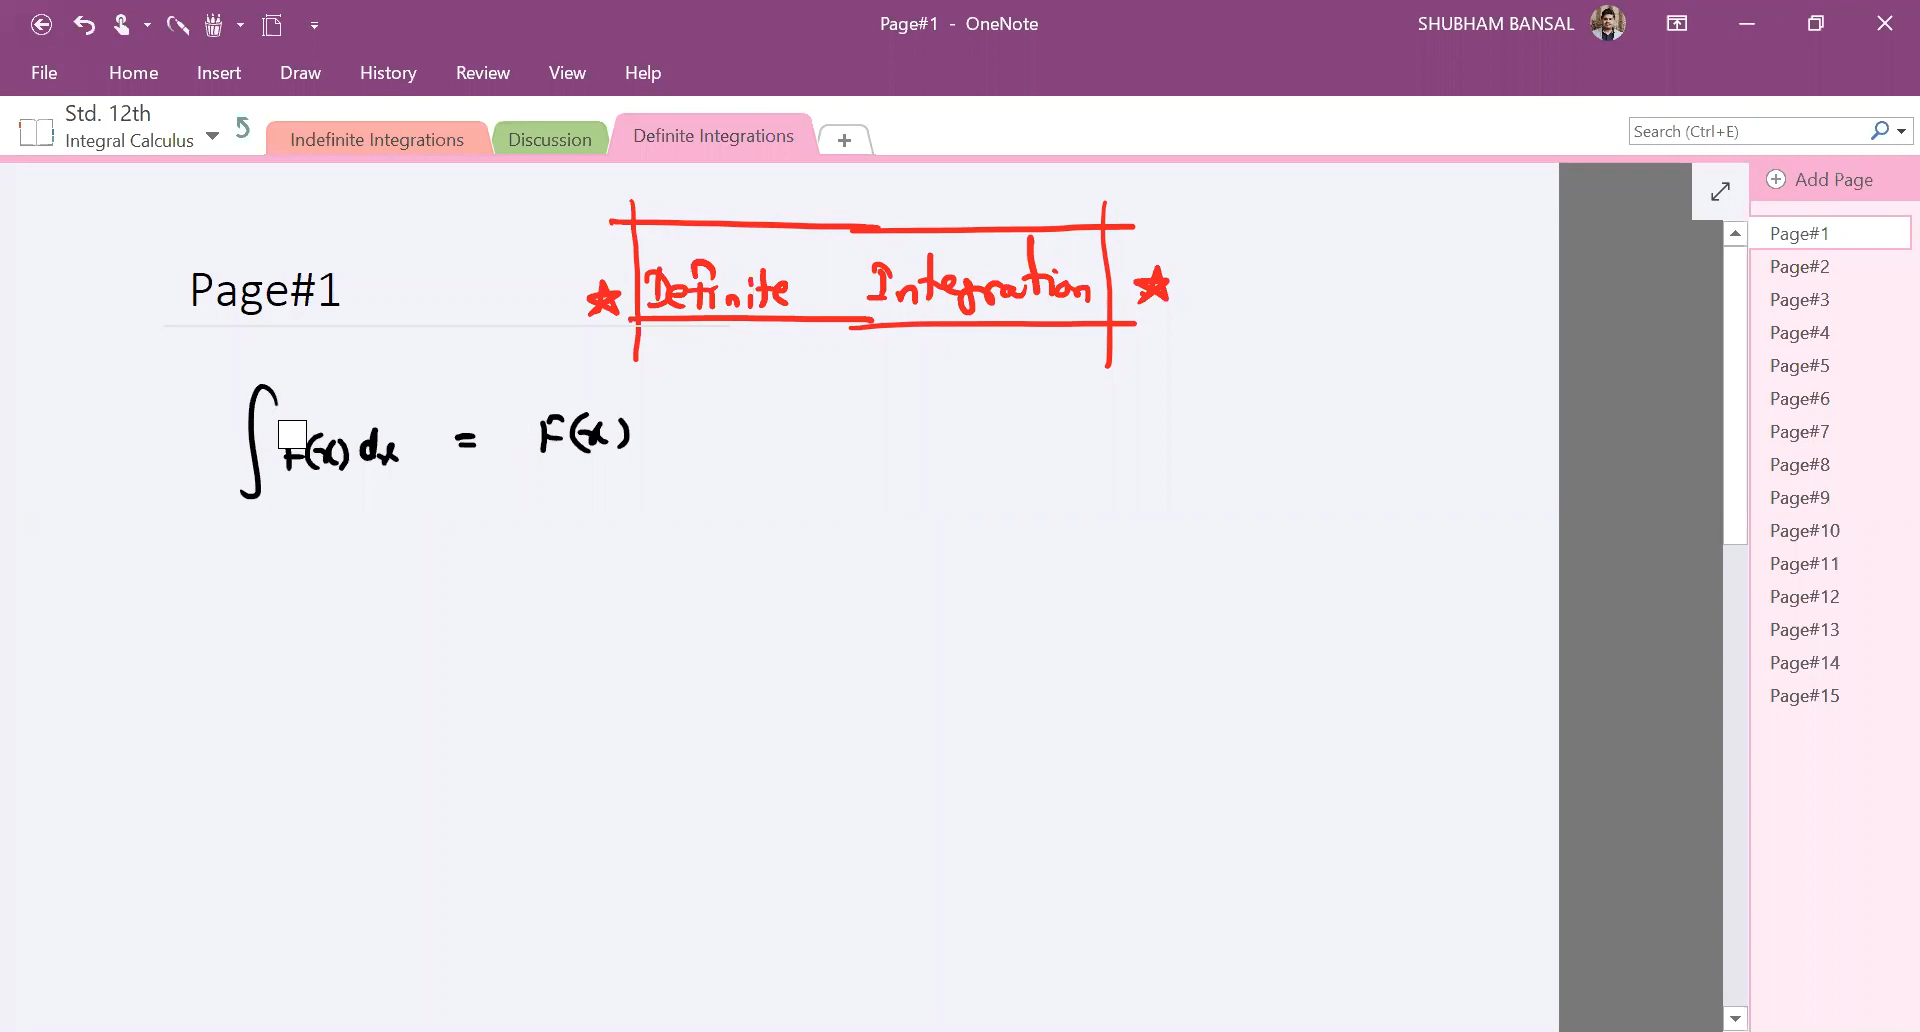 Page#1 - OneNote
SHUBHAM BANSAL
File Home Insert Draw History Review View Help
Std. 12th
Integral Calculus
Indefinite Integrations
Discussion
Definite Integrations
+
Search (Ctrl+E)
Add Page
Page#1
Definite Integration
∫F(x) dx = F(x)
Page#1
Page#2
Page#3
Page#4
Page#5
Page#6
Page#7
Page#8
Page#9
Page#10
Page#11
Page#12
Page#13
Page#14
Page#15